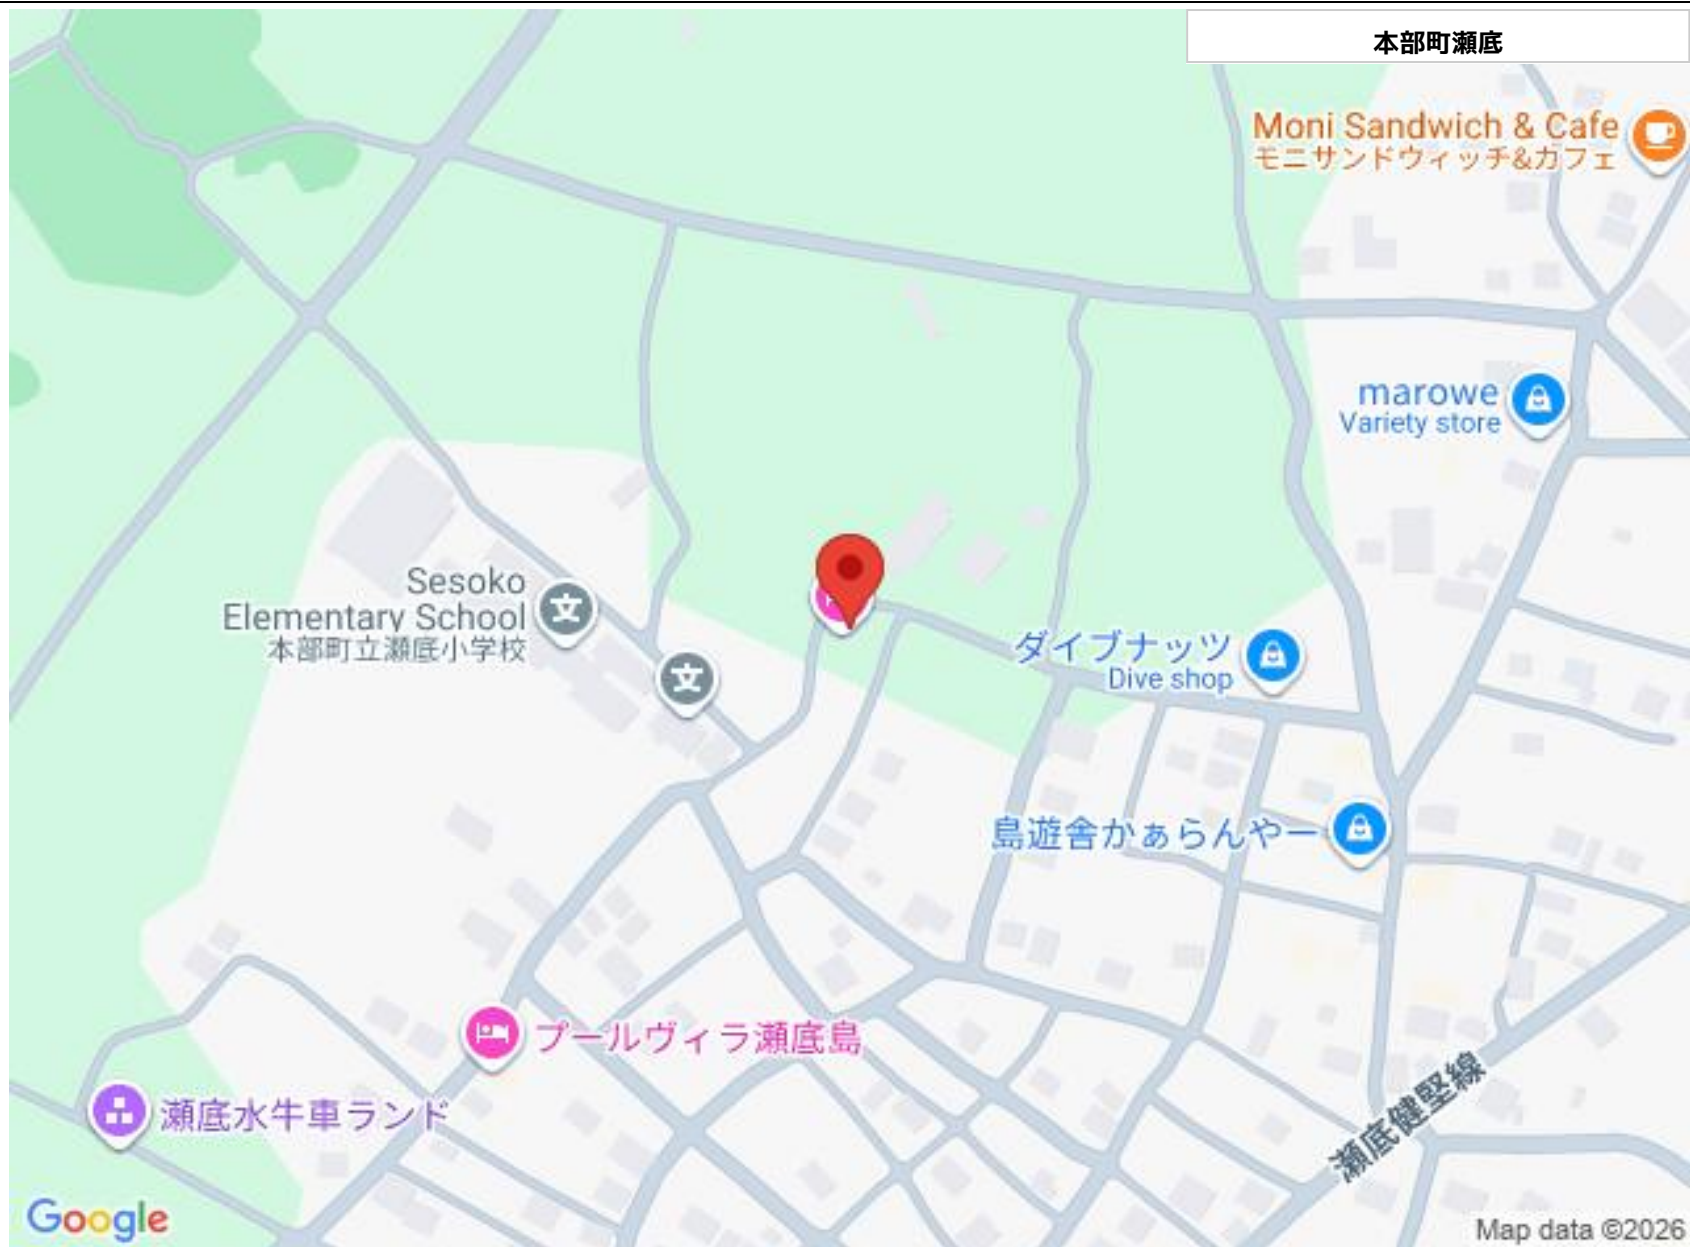 本部町瀬底
Moni Sandwich & Cafe
モニサンドウィッチ&カフェ
marowe
Variety store
Sesoko
Elementary School
本部町立瀬底小学校
文
文
ダイブナッツ
Dive shop
島遊舎かぁらんやー
プールヴィラ瀬底島
瀬底水牛車ランド
瀬底健堅線
Google
Map data ©2026